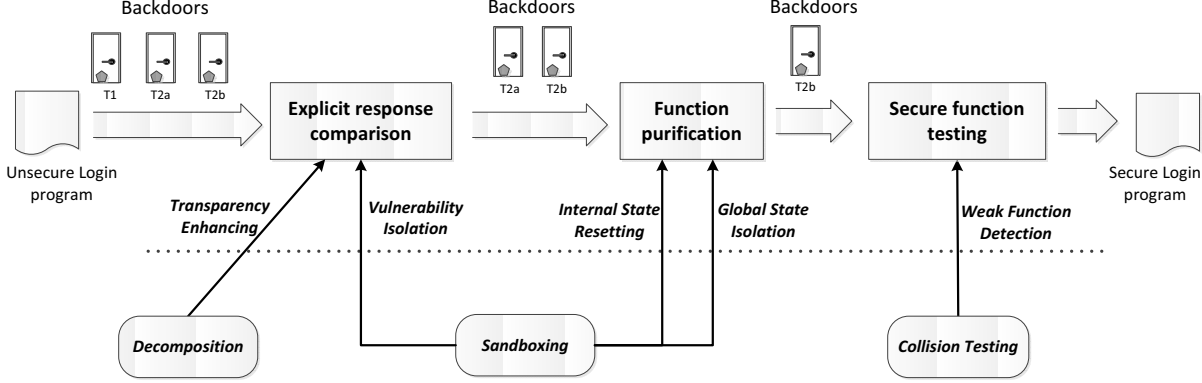 Backdoors
Backdoors
Backdoors
T1
T2a
T2b
T2a
T2b
T2b
Explicit response
comparison
Function
purification
Secure function
testing
Unsecure Login
program
Secure Login
program
Transparency
Enhancing
Vulnerability
Isolation
Internal State
Resetting
Global State
Isolation
Weak Function
Detection
Decomposition
Sandboxing
Collision Testing